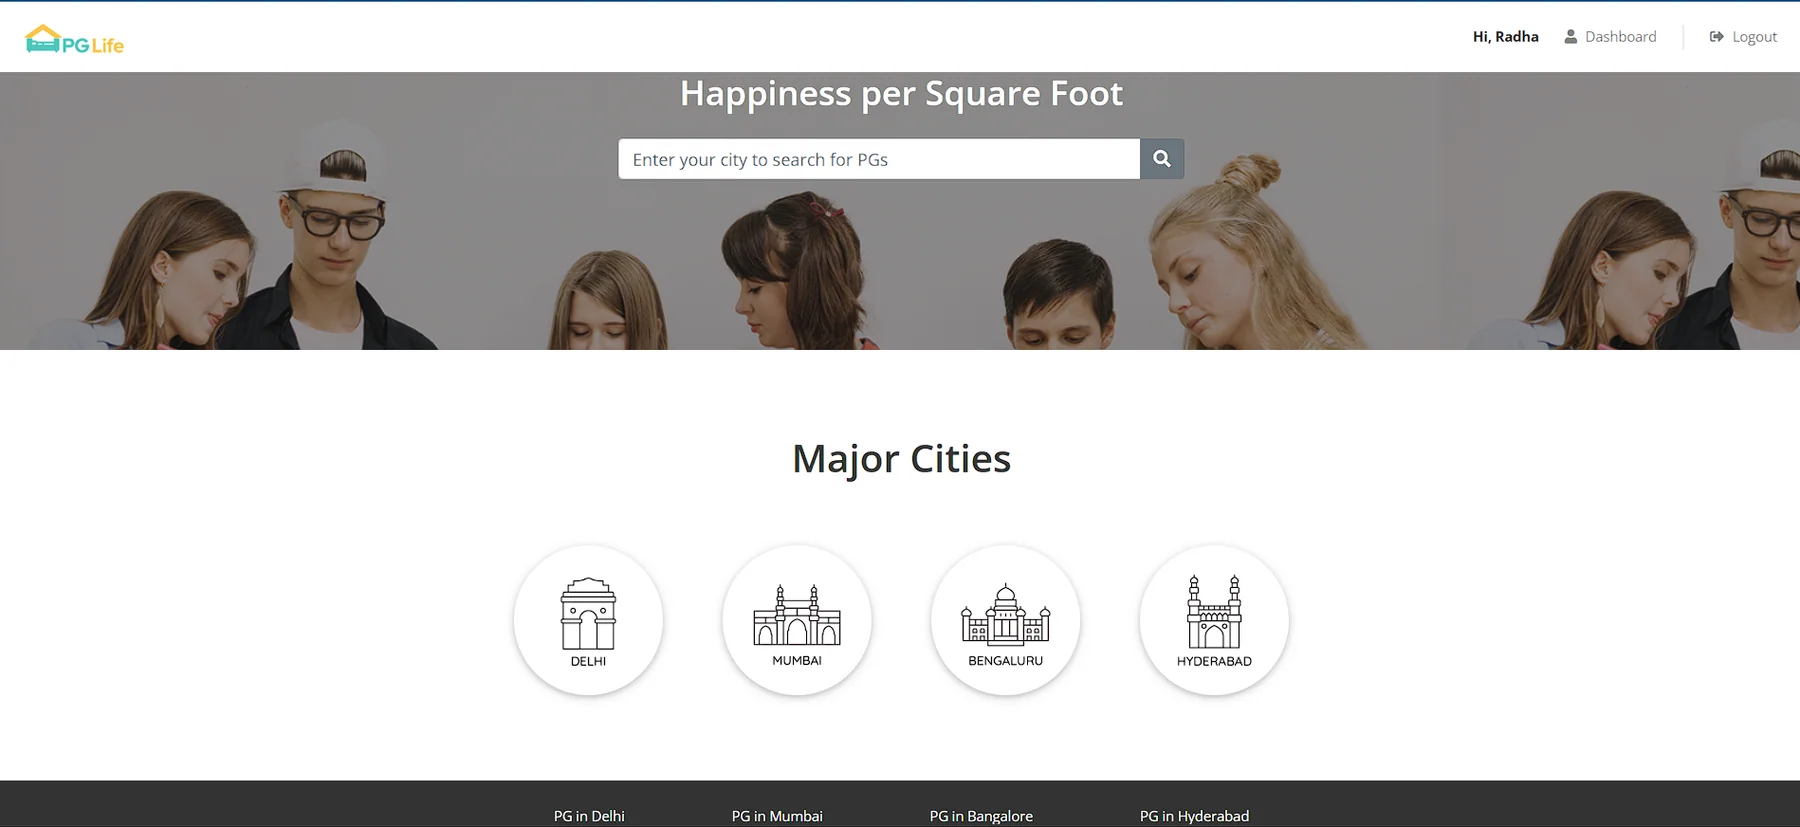 PG Life
Hi, Radha
Dashboard
Logout
Happiness per Square Foot
Enter your city to search for PGs
Major Cities
DELHI
MUMBAI
BENGALURU
HYDERABAD
PG in Delhi
PG in Mumbai
PG in Bangalore
PG in Hyderabad